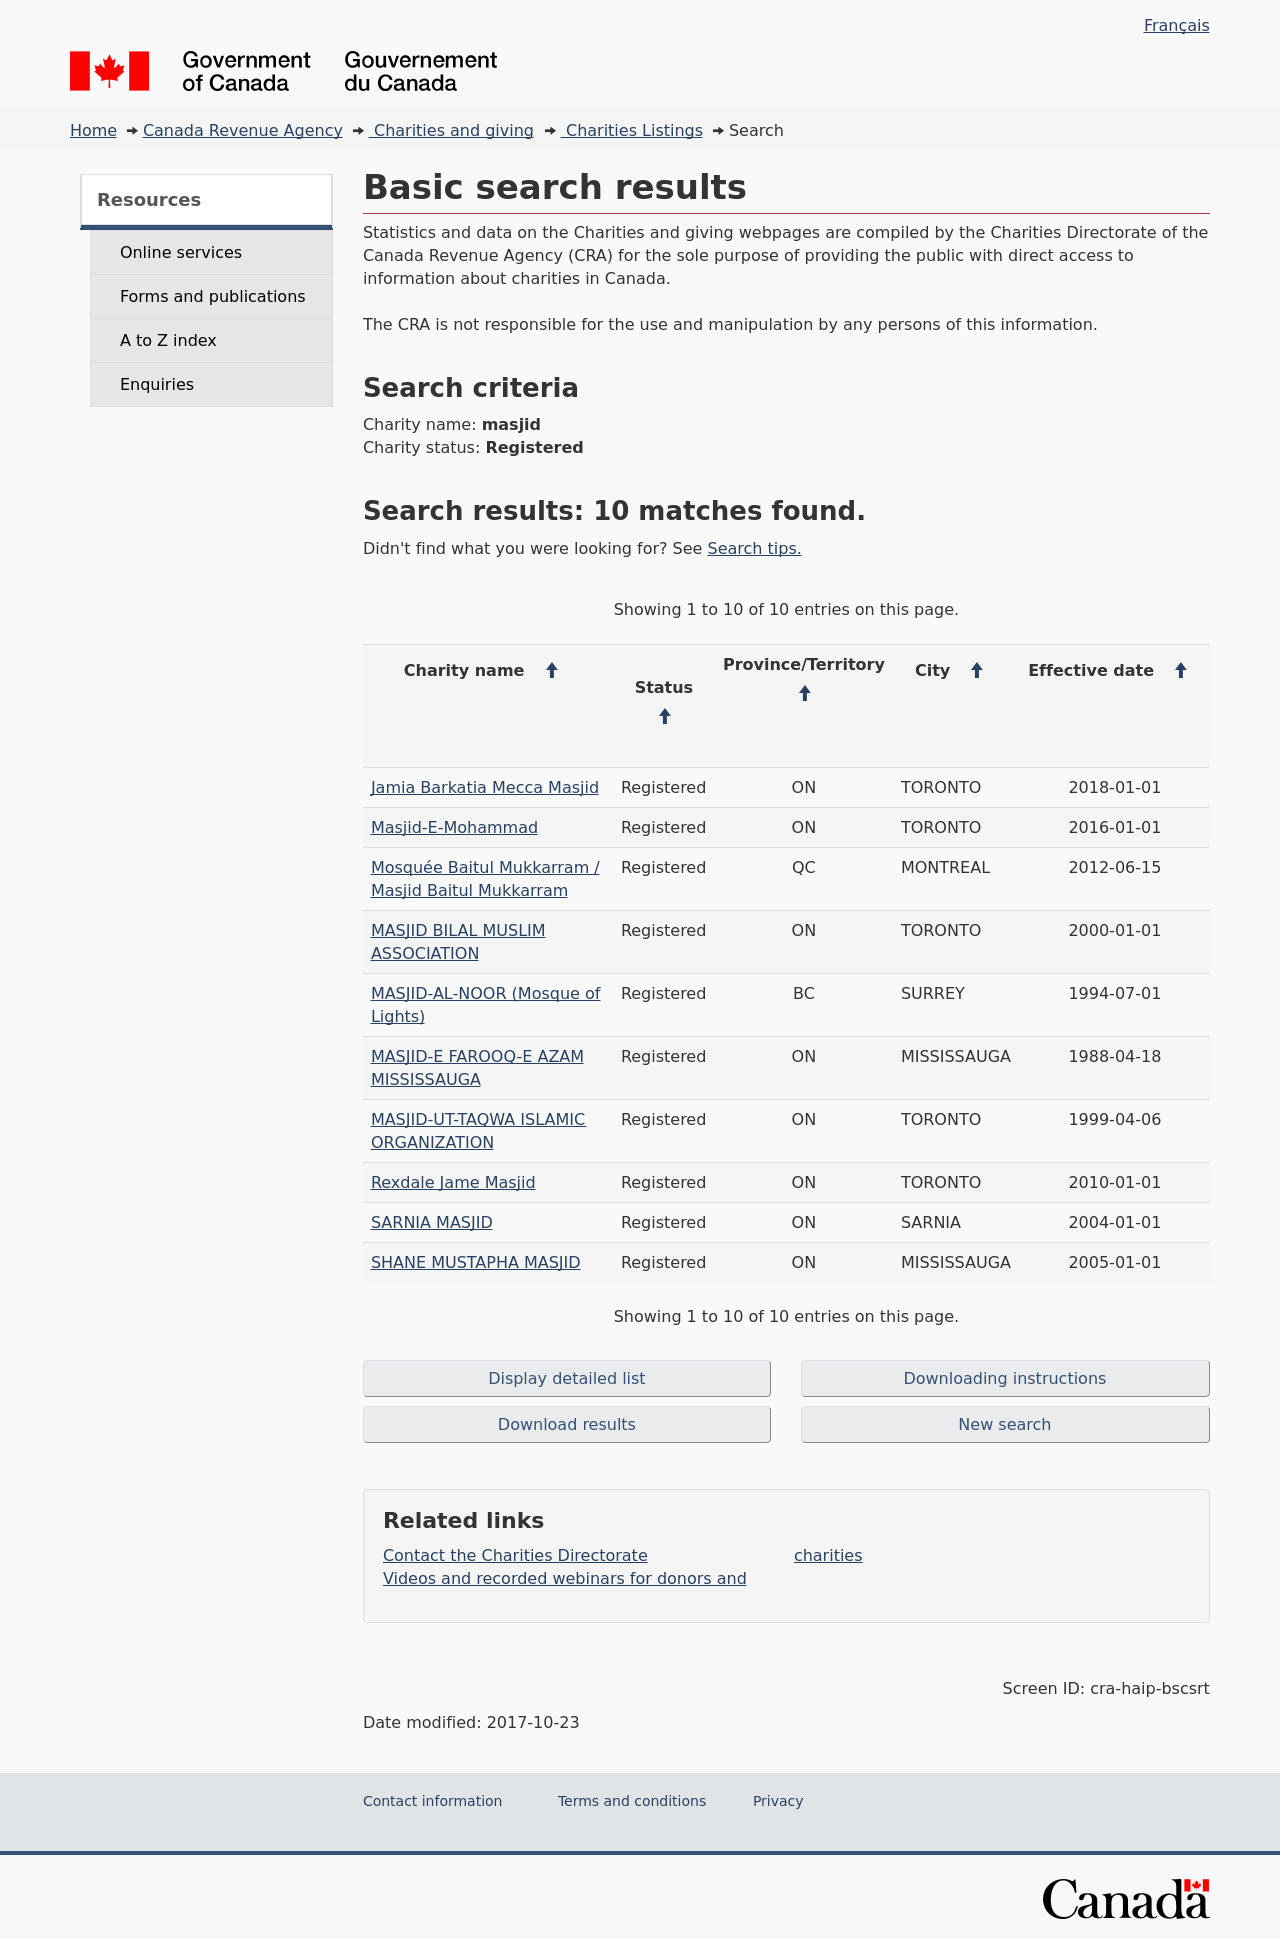 Français
Government of Canada
Gouvernement du Canada
Home Canada Revenue Agency Charities and giving Charities Listings Search
Resources
Online services
Forms and publications
A to Z index
Enquiries
Basic search results
Statistics and data on the Charities and giving webpages are compiled by the Charities Directorate of the
Canada Revenue Agency (CRA) for the sole purpose of providing the public with direct access to
information about charities in Canada.
The CRA is not responsible for the use and manipulation by any persons of this information.
Search criteria
Charity name: masjid
Charity status: Registered
Search results: 10 matches found.
Didn't find what you were looking for? See Search tips.
Showing 1 to 10 of 10 entries on this page.
Charity name Status Province/Territory City Effective date
Jamia Barkatia Mecca Masjid Registered ON TORONTO 2018-01-01
Masjid-E-Mohammad Registered ON TORONTO 2016-01-01
Mosquée Baitul Mukkarram / Registered QC MONTREAL 2012-06-15
Masjid Baitul Mukkarram
MASJID BILAL MUSLIM Registered ON TORONTO 2000-01-01
ASSOCIATION
MASJID-AL-NOOR (Mosque of Registered BC SURREY 1994-07-01
Lights)
MASJID-E FAROOQ-E AZAM Registered ON MISSISSAUGA 1988-04-18
MISSISSAUGA
MASJID-UT-TAQWA ISLAMIC Registered ON TORONTO 1999-04-06
ORGANIZATION
Rexdale Jame Masjid Registered ON TORONTO 2010-01-01
SARNIA MASJID Registered ON SARNIA 2004-01-01
SHANE MUSTAPHA MASJID Registered ON MISSISSAUGA 2005-01-01
Showing 1 to 10 of 10 entries on this page.
Display detailed list Downloading instructions
Download results New search
Related links
Contact the Charities Directorate
Videos and recorded webinars for donors and
charities
Screen ID: cra-haip-bscsrt
Date modified: 2017-10-23
Contact information Terms and conditions Privacy
Canada